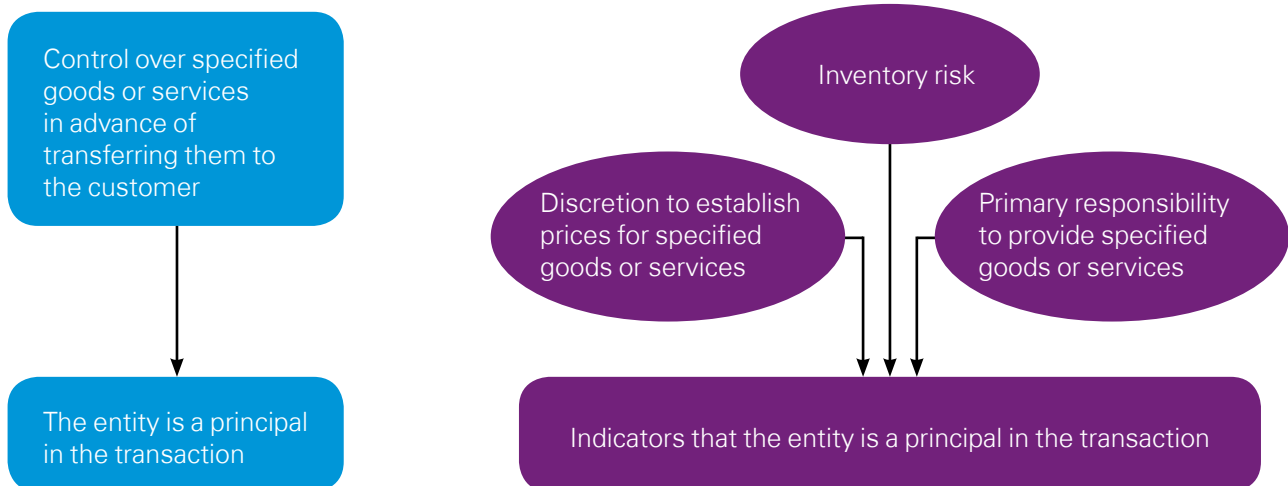 Control over specified
goods or services
in advance of
transferring them to
the customer
The entity is a principal
in the transaction
Inventory risk
Discretion to establish
prices for specified
goods or services
Primary responsibility
to provide specified
goods or services
Indicators that the entity is a principal in the transaction